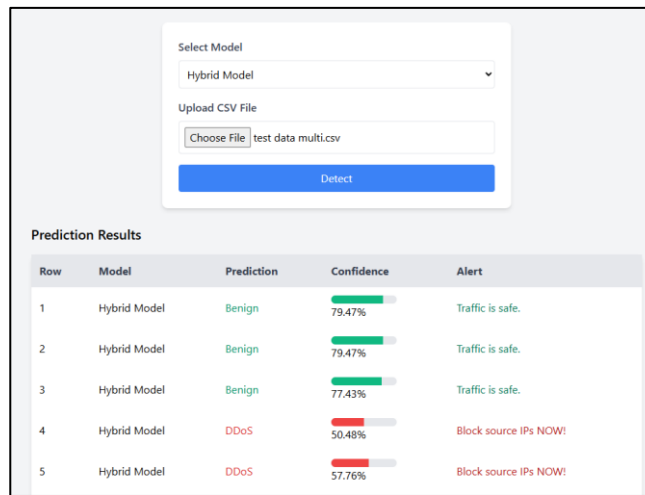 Select Model
Hybrid Model
Upload CSV File
Choose File test data multi.csv
Detect
Prediction Results
Row Model Prediction Confidence Alert
1 Hybrid Model Benign 79.47% Traffic is safe.
2 Hybrid Model Benign 79.47% Traffic is safe.
3 Hybrid Model Benign 77.43% Traffic is safe.
4 Hybrid Model DDoS 50.48% Block source IPs NOW!
5 Hybrid Model DDoS 57.76% Block source IPs NOW!